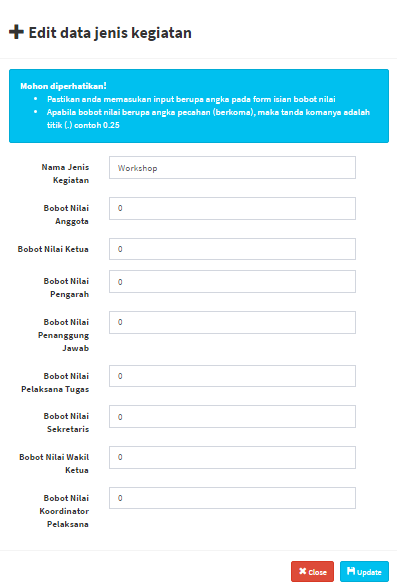 Edit data jenis kegiatan
Mohon diperhatikan!
Pastikan anda memasukan input berupa angka pada form isian bobot nilai
Apabila bobot nilai berupa angka pecahan (berkoma), maka tanda komanya adalah
titik (.) contoh 0.25
Nama Jenis
Kegiatan
Workshop
Bobot Nilai
Anggota
0
Bobot Nilai Ketua
0
Bobot Nilai
Pengarah
0
Bobot Nilai
Penanggung
Jawab
0
Bobot Nilai
Pelaksana Tugas
0
Bobot Nilai
Sekretaris
0
Bobot Nilai Wakil
Ketua
0
Bobot Nilai
Koordinator
Pelaksana
0
Close
Update